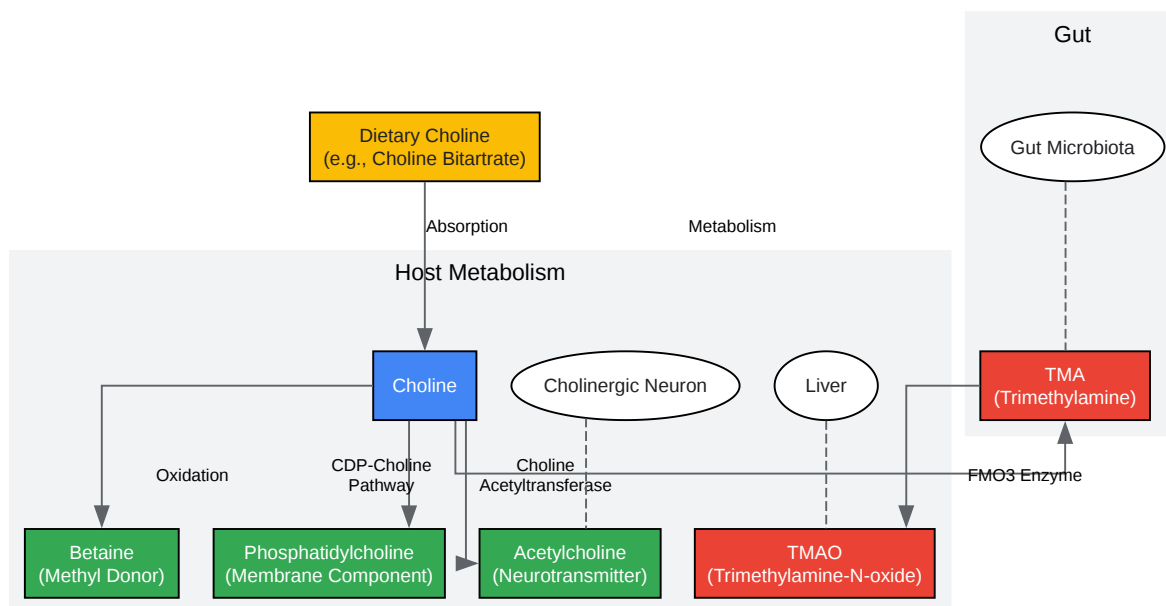 Gut
Dietary Choline
(e.g., Choline Bitartrate)
Gut Microbiota
Absorption
Metabolism
Host Metabolism
Choline
Cholinergic Neuron
Liver
TMA
(Trimethylamine)
Oxidation
CDP-Choline
Pathway
Choline
Acetyltransferase
FMO3 Enzyme
Betaine
(Methyl Donor)
Phosphatidylcholine
(Membrane Component)
Acetylcholine
(Neurotransmitter)
TMAO
(Trimethylamine-N-oxide)